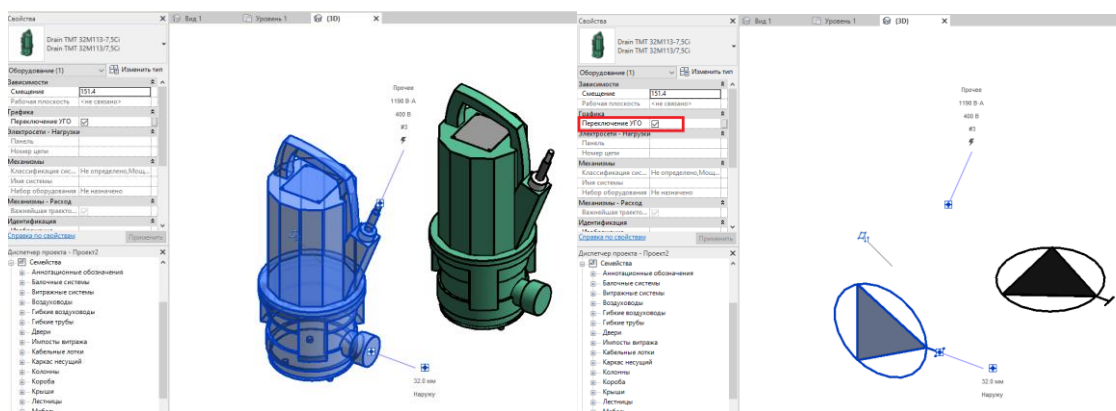 Свойства
Drain TMT 32M113-7,5Ci
Drain TMT 32M113/7,5Ci
Оборудование (1)
Изменить тип
Зависимости
Смещение 151.4
Рабочая плоскость <не связано>
Графика
Переключение УГО
Электросети - Нагрузки
Панель
Номер цепи
Механизмы
Классификация сис... Не определено,Мощ...
Имя системы
Набор оборудования Не назначено
Механизмы - Расход
Важнейшая траекто...
Идентификация
Справка по свойствам
Применить
Диспетчер проекта - Проект2
Семейства
Аннотационные обозначения
Балочные системы
Витражные системы
Воздуховоды
Гибкие воздуховоды
Гибкие трубы
Двери
Импосты витража
Кабельные лотки
Каркас несущий
Колонны
Короба
Крыши
Лестницы
Мебель
Вид 1
Уровень 1
(3D)
Прочее
1190 В·А
400 В
#3
32.0 мм
Наружу
Свойства
Drain TMT 32M113-7,5Ci
Drain TMT 32M113/7,5Ci
Оборудование (1)
Изменить тип
Зависимости
Смещение 151.4
Рабочая плоскость <не связано>
Графика
Переключение УГО
Электросети - Нагрузки
Панель
Номер цепи
Механизмы
Классификация сис... Не определено,Мощ...
Имя системы
Набор оборудования Не назначено
Механизмы - Расход
Важнейшая траекто...
Идентификация
Справка по свойствам
Применить
Диспетчер проекта - Проект2
Семейства
Аннотационные обозначения
Балочные системы
Витражные системы
Воздуховоды
Гибкие воздуховоды
Гибкие трубы
Двери
Импосты витража
Кабельные лотки
Каркас несущий
Колонны
Короба
Крыши
Лестницы
Вид 1
Уровень 1
(3D)
Прочее
1190 В·А
400 В
#3
32.0 мм
Наружу